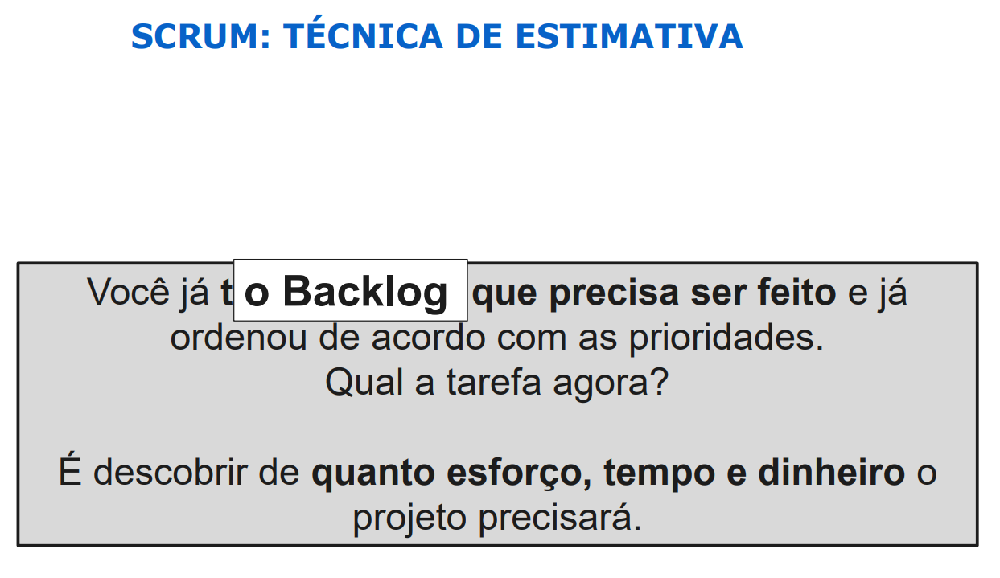 SCRUM: TÉCNICA DE ESTIMATIVA
Você já o Backlog que precisa ser feito e já
ordenou de acordo com as prioridades.
Qual a tarefa agora?
É descobrir de quanto esforço, tempo e dinheiro o
projeto precisará.